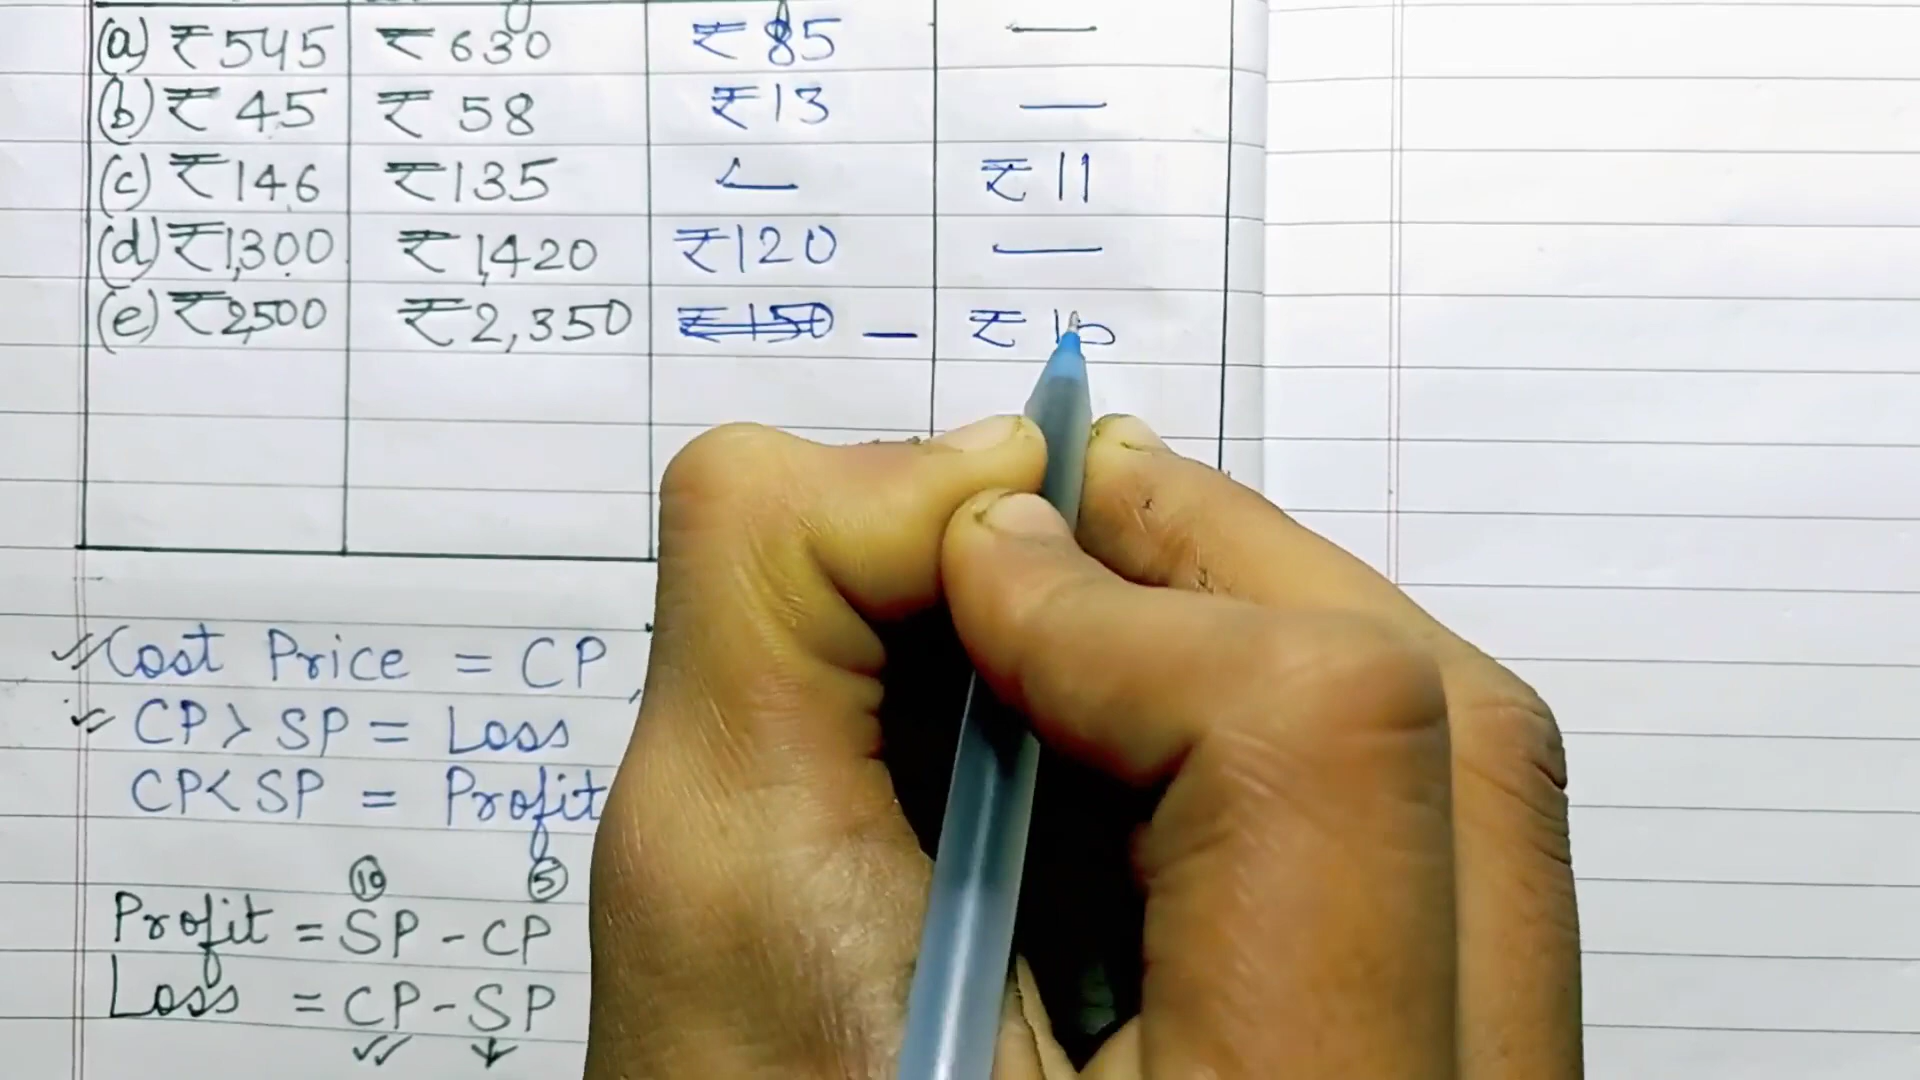 (a) ₹545 ₹630 ₹85 —
(b) ₹ 45 ₹ 58 ₹13 —
(c) ₹146 ₹135 — ₹11
(d) ₹1,300 ₹1,420 ₹120 —
(e) ₹2,500 ₹2,350 ₹150 — ₹
Cost Price = CP,
CP > SP = Loss
CP < SP = Profit
10 5
Profit = SP - CP
Loss = CP - SP